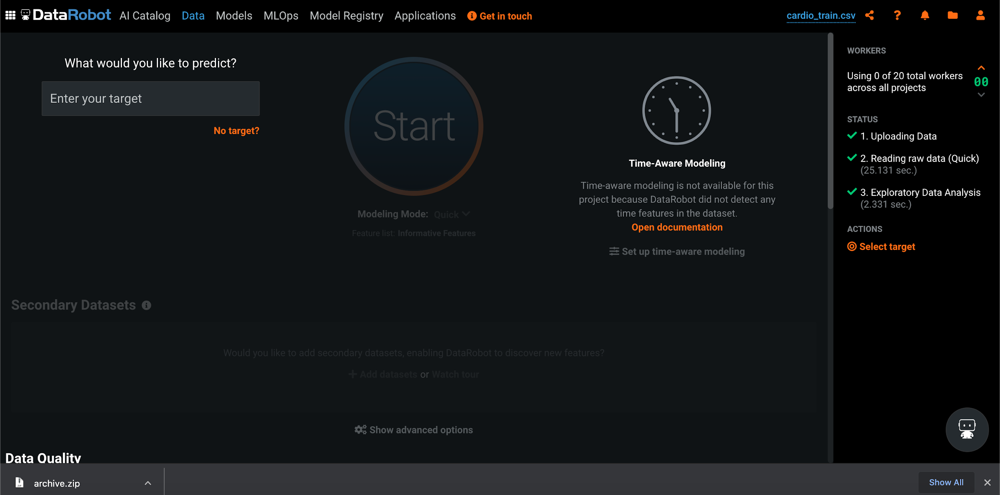 DataRobot AI Catalog Data Models MLOps Model Registry Applications Get in touch cardio_train.csv
What would you like to predict?
Enter your target
No target?
Start
Modeling Mode: Quick
Feature list: Informative Features
Time-Aware Modeling
Time-aware modeling is not available for this
project because DataRobot did not detect any
time features in the dataset.
Open documentation
Set up time-aware modeling
WORKERS
Using 0 of 20 total workers
across all projects
00
STATUS
1. Uploading Data
2. Reading raw data (Quick)
(25.131 sec.)
3. Exploratory Data Analysis
(2.331 sec.)
ACTIONS
Select target
Secondary Datasets
Would you like to add secondary datasets, enabling DataRobot to discover new features?
Add datasets or Watch tour
Show advanced options
Data Quality
ZIP
archive.zip
Show All